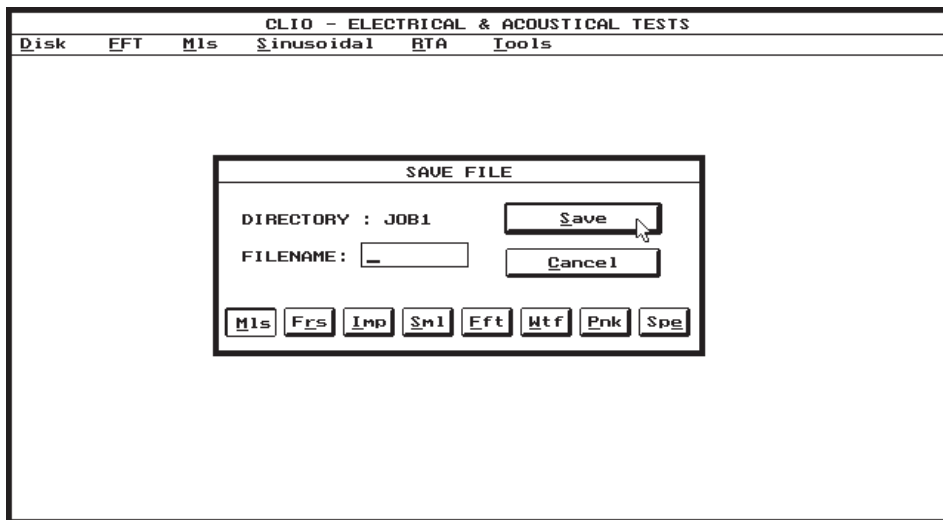 CLIO - ELECTRICAL & ACOUSTICAL TESTS
Disk FFT Mls Sinusoidal RTA Tools
SAVE FILE
DIRECTORY : JOB1
Save
FILENAME: _
Cancel
Mls Frs Imp Sml Fft Wtf Pnk Spe